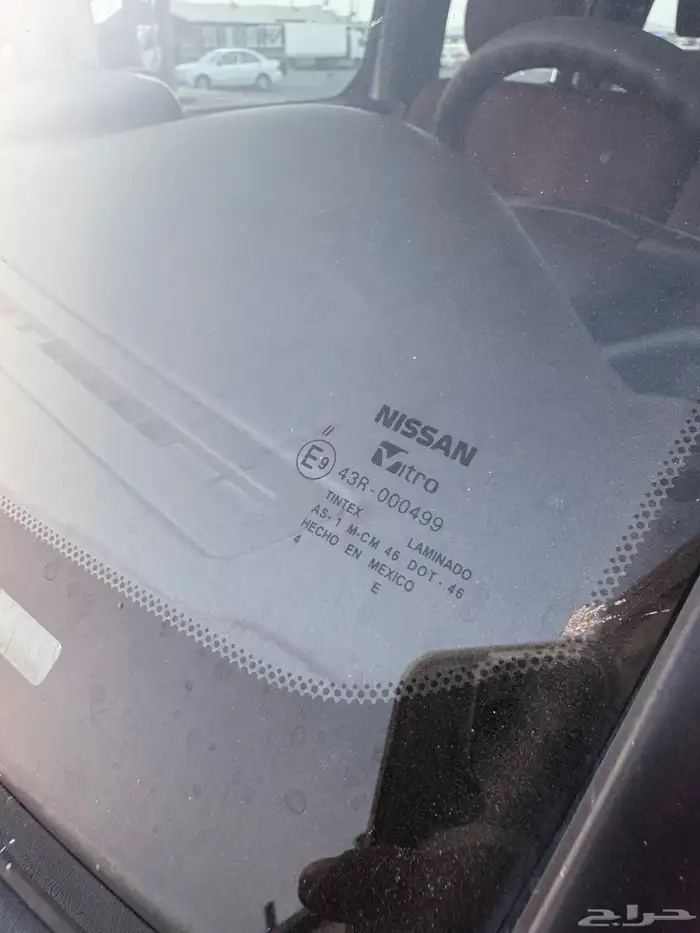 NISSAN
Vitro
E9 43R-000499
TINTEX LAMINADO
AS-1 M-CM 46 DOT-46
HECHO EN MEXICO
4 E
حراج